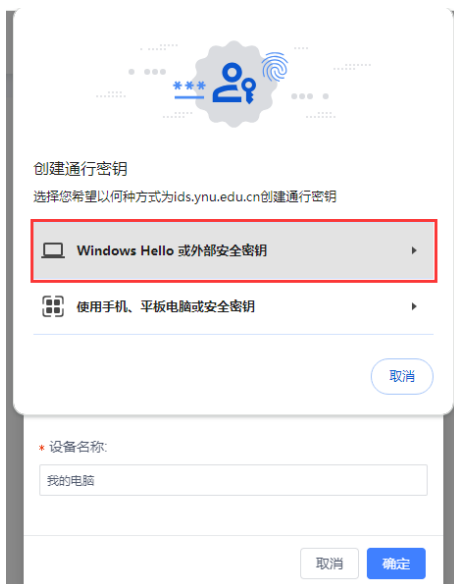 ***
创建通行密钥
选择您希望以何种方式为ids.ynu.edu.cn创建通行密钥
Windows Hello 或外部安全密钥
使用手机、平板电脑或安全密钥
取消
* 设备名称:
我的电脑
取消 确定